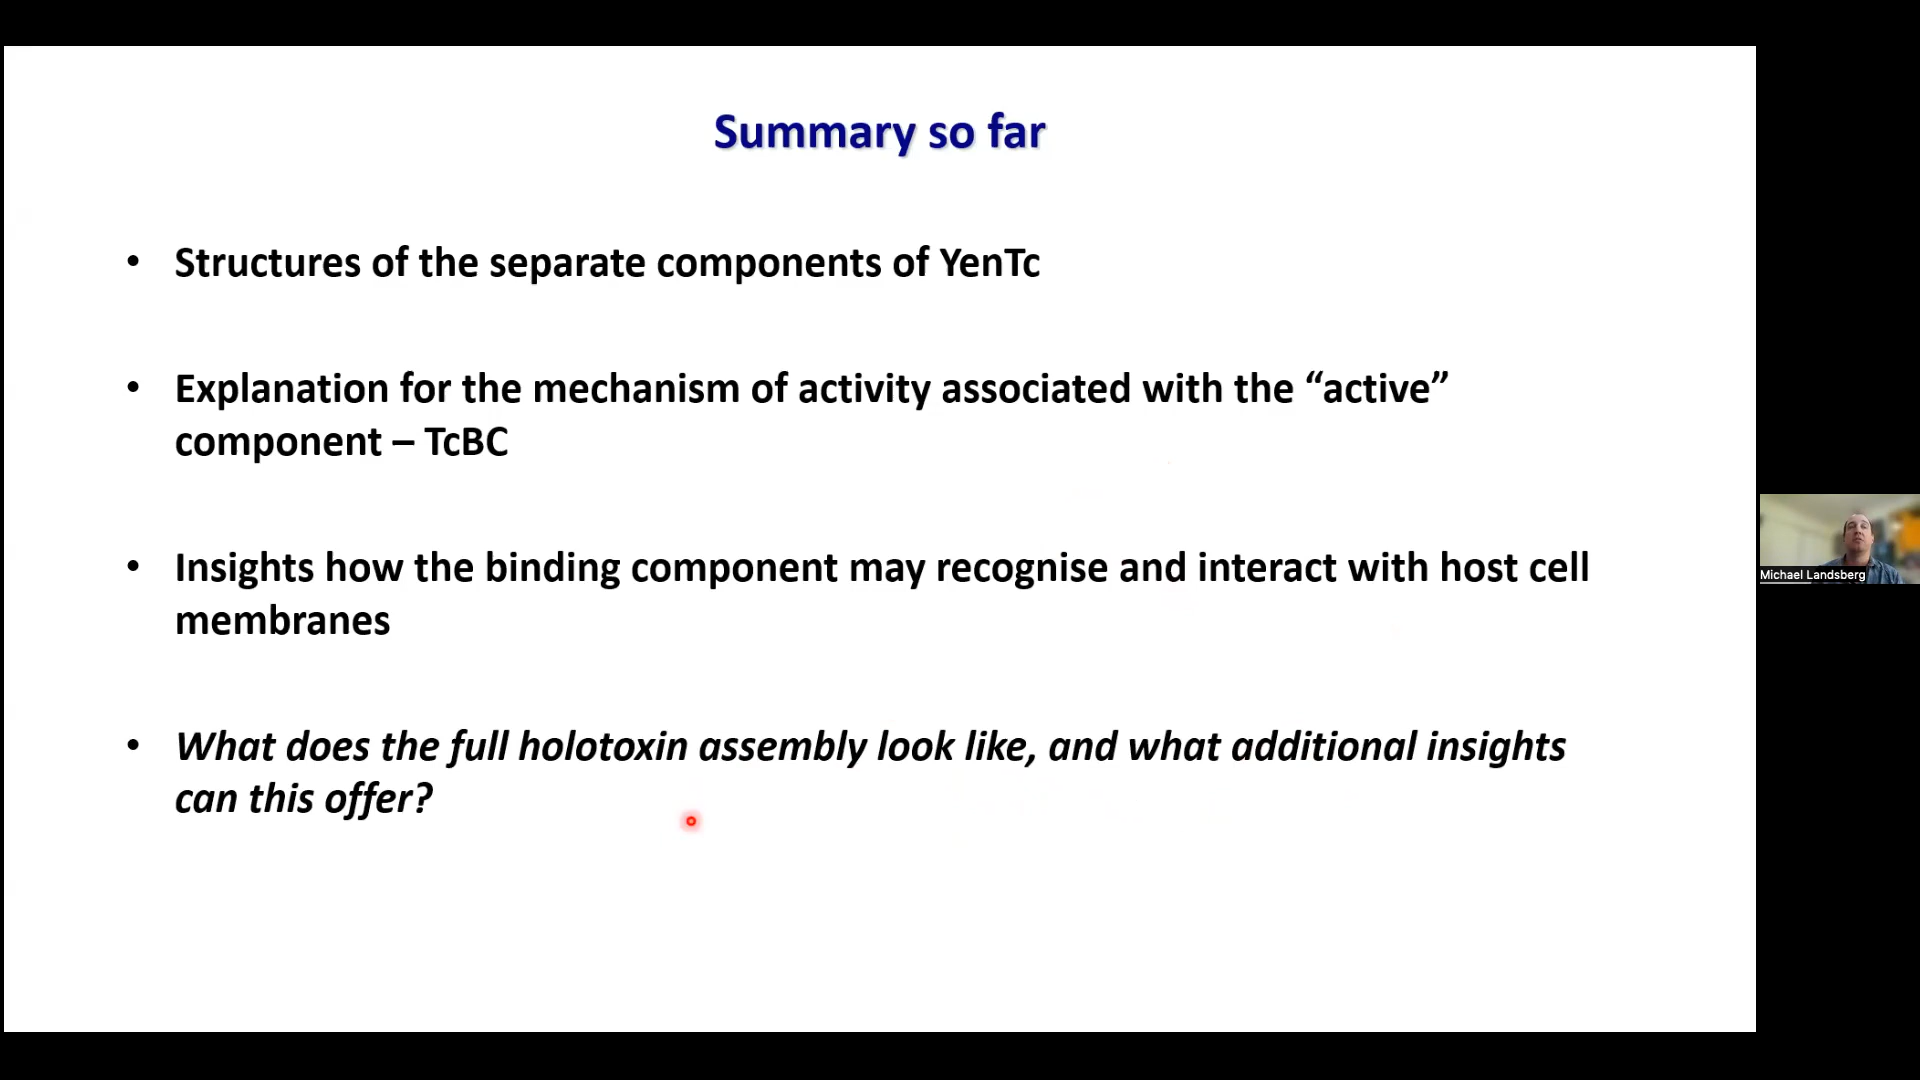 Summary so far
• Structures of the separate components of YenTc
• Explanation for the mechanism of activity associated with the “active”
component – TcBC
• Insights how the binding component may recognise and interact with host cell
membranes
• What does the full holotoxin assembly look like, and what additional insights
can this offer?
Michael Landsberg